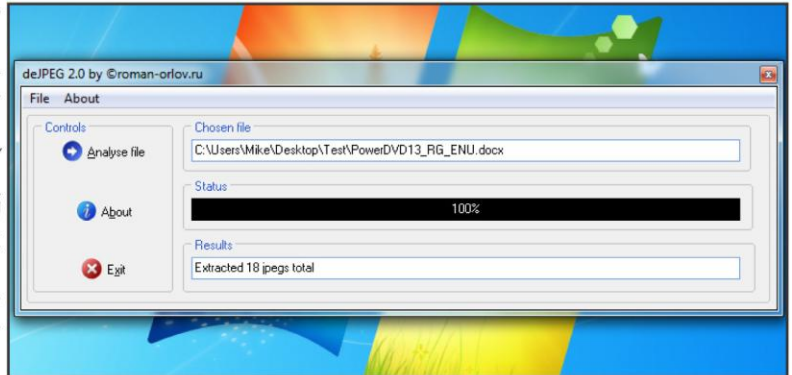 deJPEG 2.0 by ©roman-orlov.ru
File About
Controls
Analyse file
About
Exit
Chosen file
C:\Users\Mike\Desktop\Test\PowerDVD13_RG_ENU.docx
Status
100%
Results
Extracted 18 jpegs total